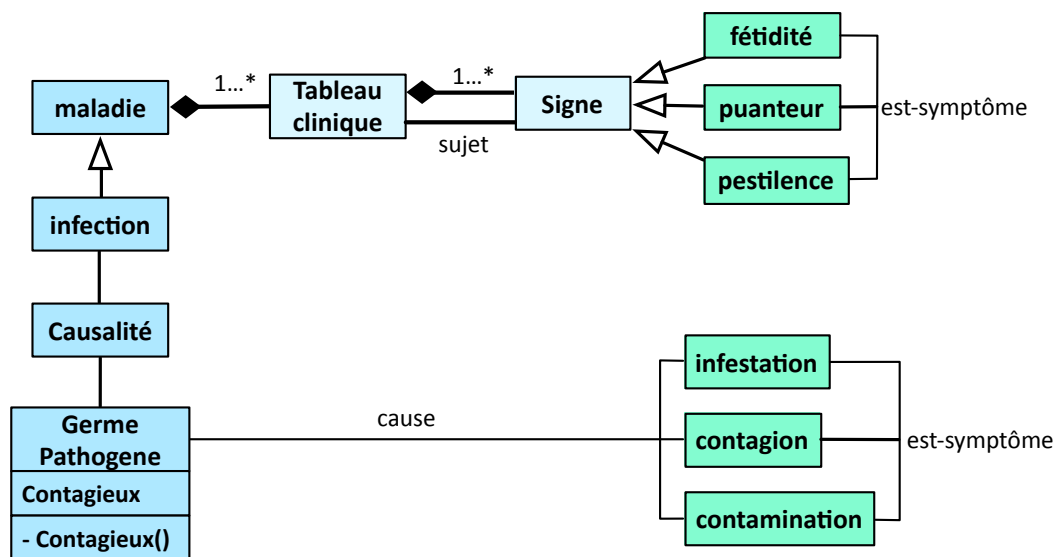 fétidité
1...*
1...*
maladie
Tableau
clinique
Signe
puanteur
est-symptôme
sujet
pestilence
infection
Causalité
infestation
Germe
Pathogene
cause
contagion
est-symptôme
Contagieux
contamination
- Contagieux()